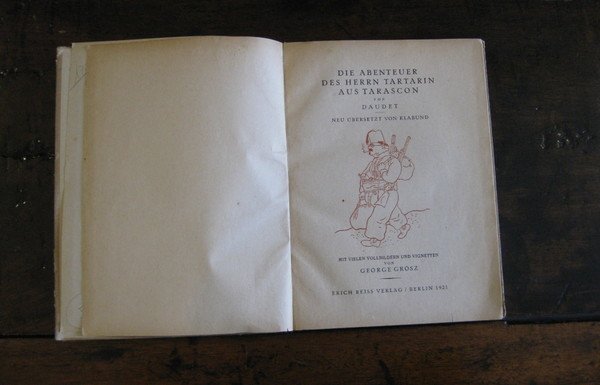 DIE ABENTEUER
DES HERRN TARTARIN
AUS TARASCON
VON
DAUDET
NEU ÜBERSETZT VON KLABUND
MIT VIELEN VOLLBILDERN UND VIGNETTEN
VON
GEORGE GROSZ
ERICH REISS VERLAG / BERLIN 1921